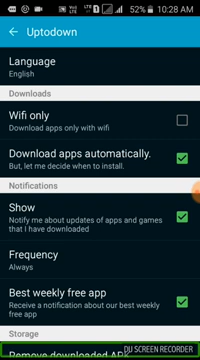 52% 10:28 AM
Uptodown
Language
English
Downloads
Wifi only
Download apps only with wifi
Download apps automatically.
But, let me decide when to install.
Notifications
Show
Notify me about updates of apps and games
that I have downloaded
Frequency
Always
Best weekly free app
Receive a notification about our best weekly
free app
Storage
Remove downloaded APK
DU SCREEN RECORDER